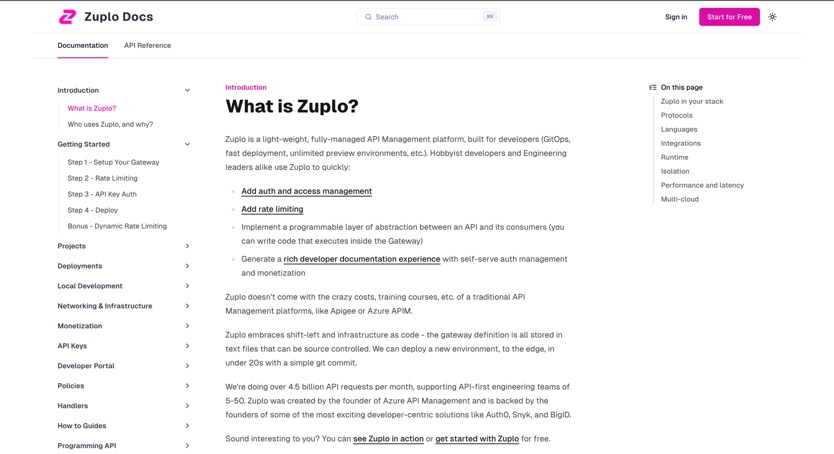 Zuplo Docs
Search
⌘K
Sign in
Start for Free
Documentation
API Reference
Introduction
What is Zuplo?
Who uses Zuplo, and why?
Getting Started
Step 1 - Setup Your Gateway
Step 2 - Rate Limiting
Step 3 - API Key Auth
Step 4 - Deploy
Bonus - Dynamic Rate Limiting
Projects
Deployments
Local Development
Networking & Infrastructure
Monetization
API Keys
Developer Portal
Policies
Handlers
How to Guides
Programming API
Introduction
What is Zuplo?
Zuplo is a light-weight, fully-managed API Management platform, built for developers (GitOps,
fast deployment, unlimited preview environments, etc.). Hobbyist developers and Engineering
leaders alike use Zuplo to quickly:
Add auth and access management
Add rate limiting
Implement a programmable layer of abstraction between an API and its consumers (you
can write code that executes inside the Gateway)
Generate a rich developer documentation experience with self-serve auth management
and monetization
Zuplo doesn't come with the crazy costs, training courses, etc. of a traditional API
Management platforms, like Apigee or Azure APIM.
Zuplo embraces shift-left and infrastructure as code - the gateway definition is all stored in
text files that can be source controlled. We can deploy a new environment, to the edge, in
under 20s with a simple git commit.
We're doing over 4.5 billion API requests per month, supporting API-first engineering teams of
5-50. Zuplo was created by the founder of Azure API Management and is backed by the
founders of some of the most exciting developer-centric solutions like Auth0, Snyk, and BigID.
Sound interesting to you? You can see Zuplo in action or get started with Zuplo for free.
On this page
Zuplo in your stack
Protocols
Languages
Integrations
Runtime
Isolation
Performance and latency
Multi-cloud